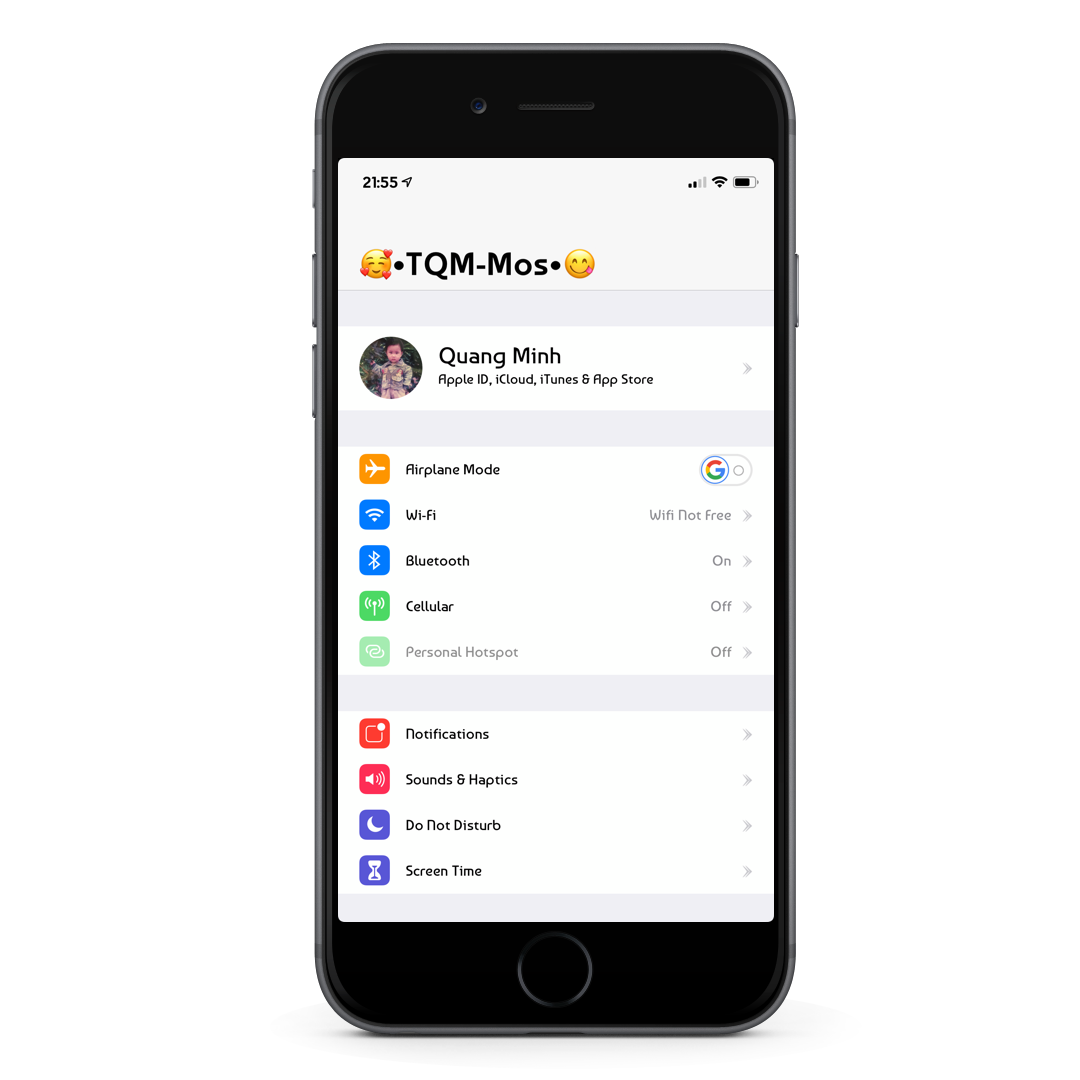 21:55
🥰•TQM-Mos•😋
Quang Minh
Apple ID, iCloud, iTunes & App Store
Airplane Mode
Wi-Fi Wifi Not Free
Bluetooth On
Cellular Off
Personal Hotspot Off
Notifications
Sounds & Haptics
Do Not Disturb
Screen Time